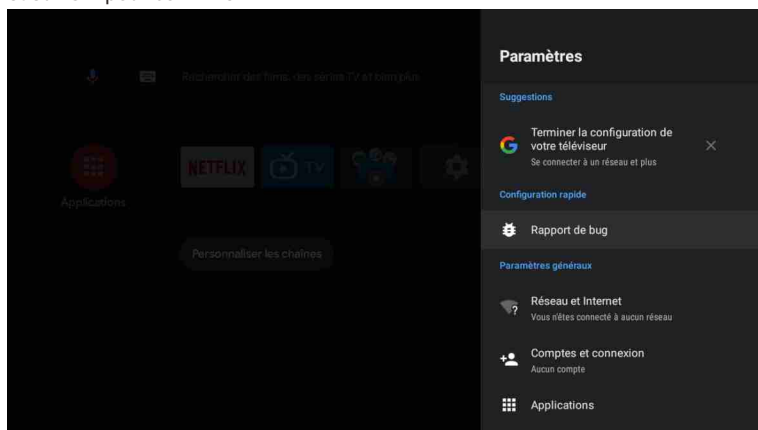 Rechercher des films, des séries TV et bien plus
NETFLIX
TV
Applications
Personnaliser les chaînes
Paramètres
Suggestions
Terminer la configuration de
votre téléviseur
Se connecter à un réseau et plus
Configuration rapide
Rapport de bug
Paramètres généraux
Réseau et Internet
Vous n'êtes connecté à aucun réseau
Comptes et connexion
Aucun compte
Applications